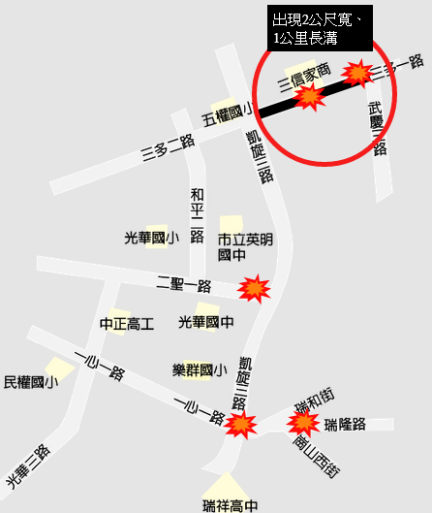 出現2公尺寬、
1公里長溝
三信家商
三多一路
五權國小
武慶三路
三多二路
凱旋三路
和平二路
光華國小
市立英明
國中
二聖一路
中正高工
光華國中
一心一路
樂群國小
凱旋三路
民權國小
一心一路
瑞和街
瑞隆路
崗山西街
光華三路
瑞祥高中